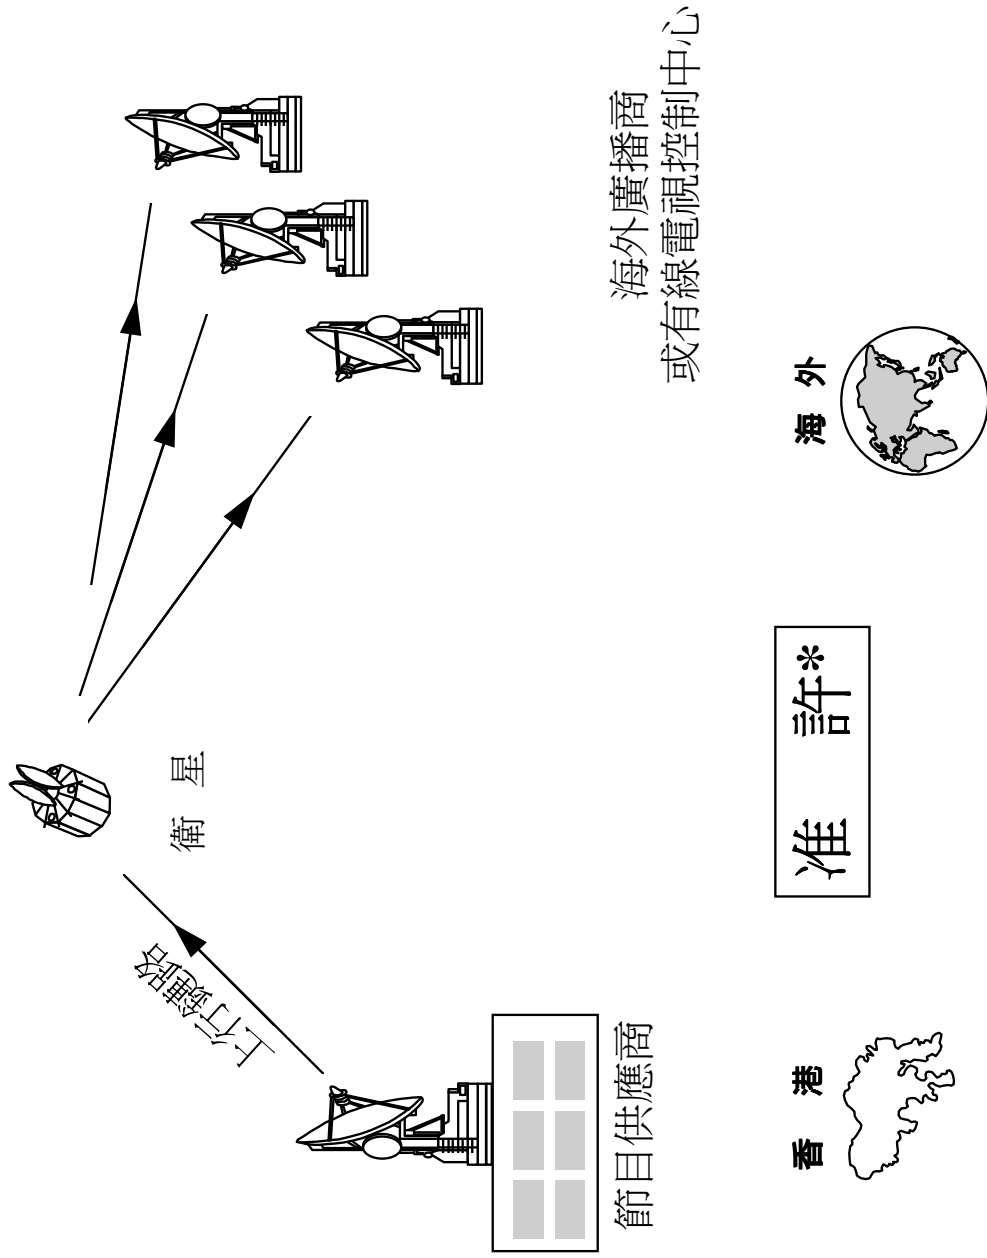 衛 星
上行鏈路
節目供應商
海外廣播商
或有線電視控制中心
准 許*
香 港
海 外